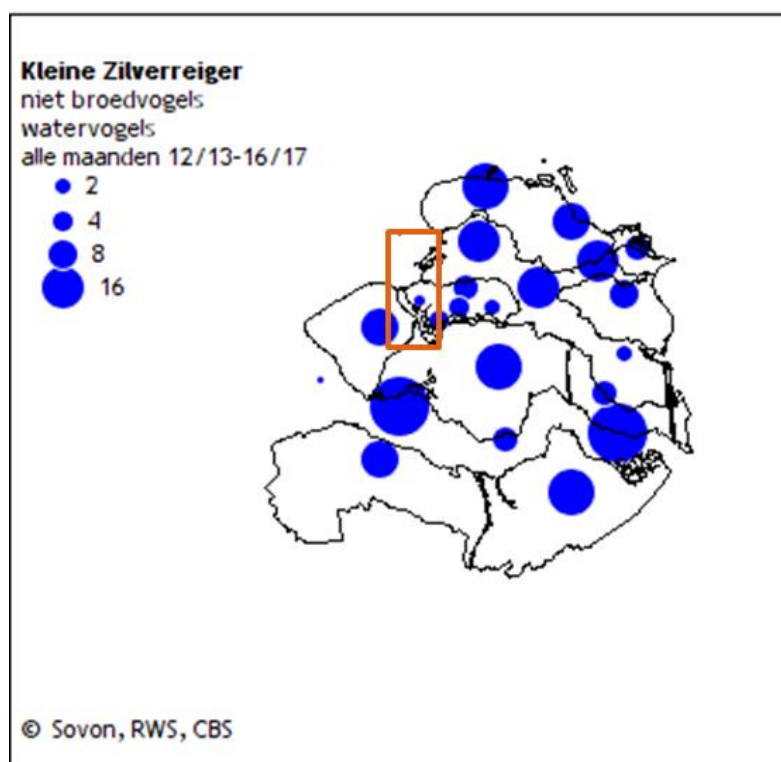 Kleine Zilverreiger
niet broedvogels
watervogels
alle maanden 12/13-16/17
2
4
8
16
© Sovon, RWS, CBS